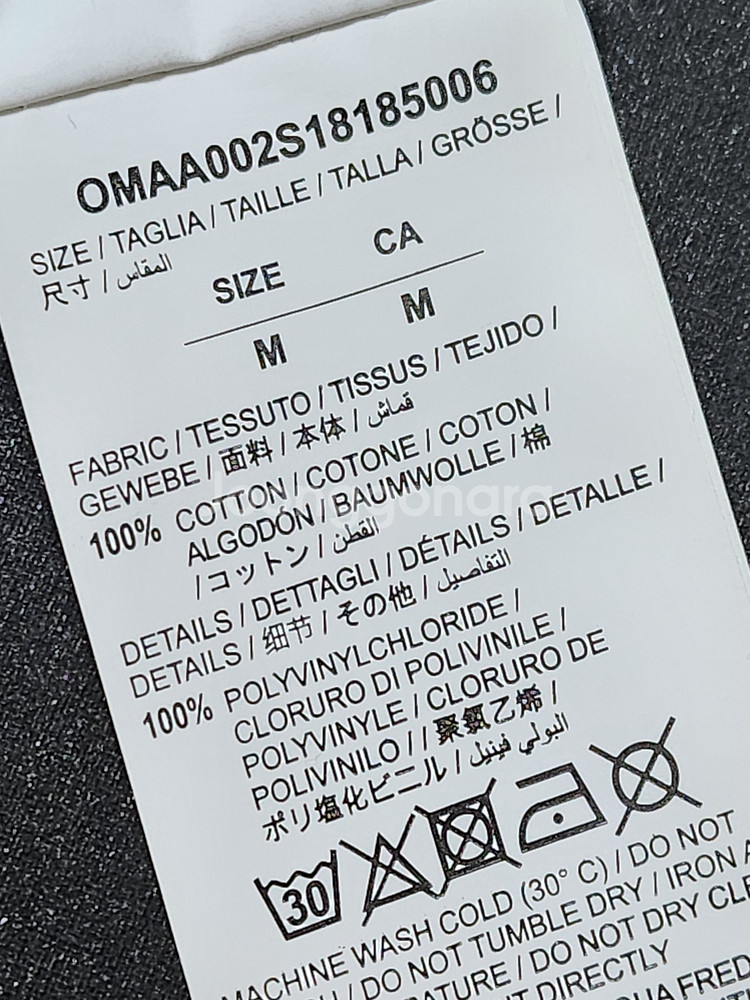 OMAA002S18185006
SIZE / TAGLIA / TAILLE / TALLA / GRÖSSE /
尺寸 / المقاس
SIZE CA
M M
FABRIC / TESSUTO / TISSUS / TEJIDO /
GEWEBE / 面料 / 本体 / قماش
100% COTTON / COTONE / COTON /
ALGODÓN / BAUMWOLLE / 棉
/ コットン / القطن
DETAILS / DETTAGLI / DÉTAILS / DETALLE /
DETAILS / 细节 / その他 / التفاصيل
100% POLYVINYLCHLORIDE /
CLORURO DI POLIVINILE /
POLYVINYLE / CLORURO DE
POLIVINILO / / 聚氯乙烯 /
ポリ塩化ビニル / البولي فينيل
30
MACHINE WASH COLD (30° C) / DO NOT
/ DO NOT TUMBLE DRY / IRON
/ DO NOT DRY
DIRECTLY